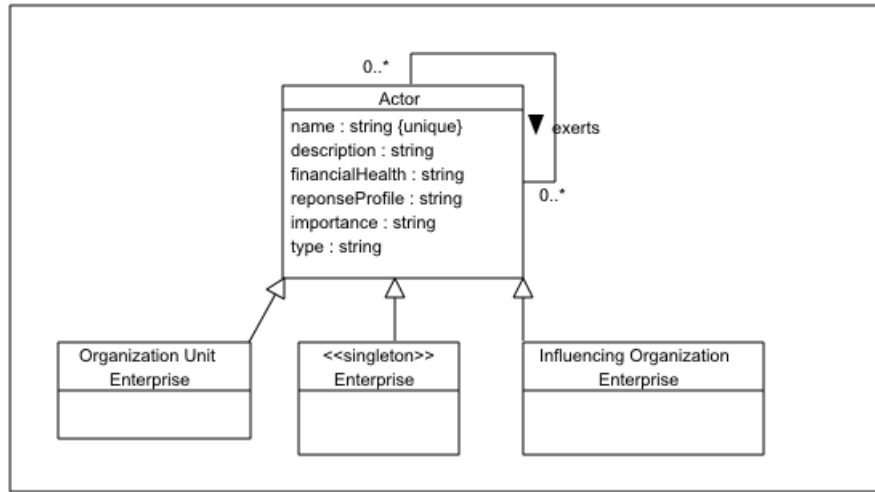 0..*
Actor
name : string {unique}
description : string
financialHealth : string
reponseProfile : string
importance : string
type : string
exerts
0..*
Organization Unit
Enterprise
<<singleton>>
Enterprise
Influencing Organization
Enterprise